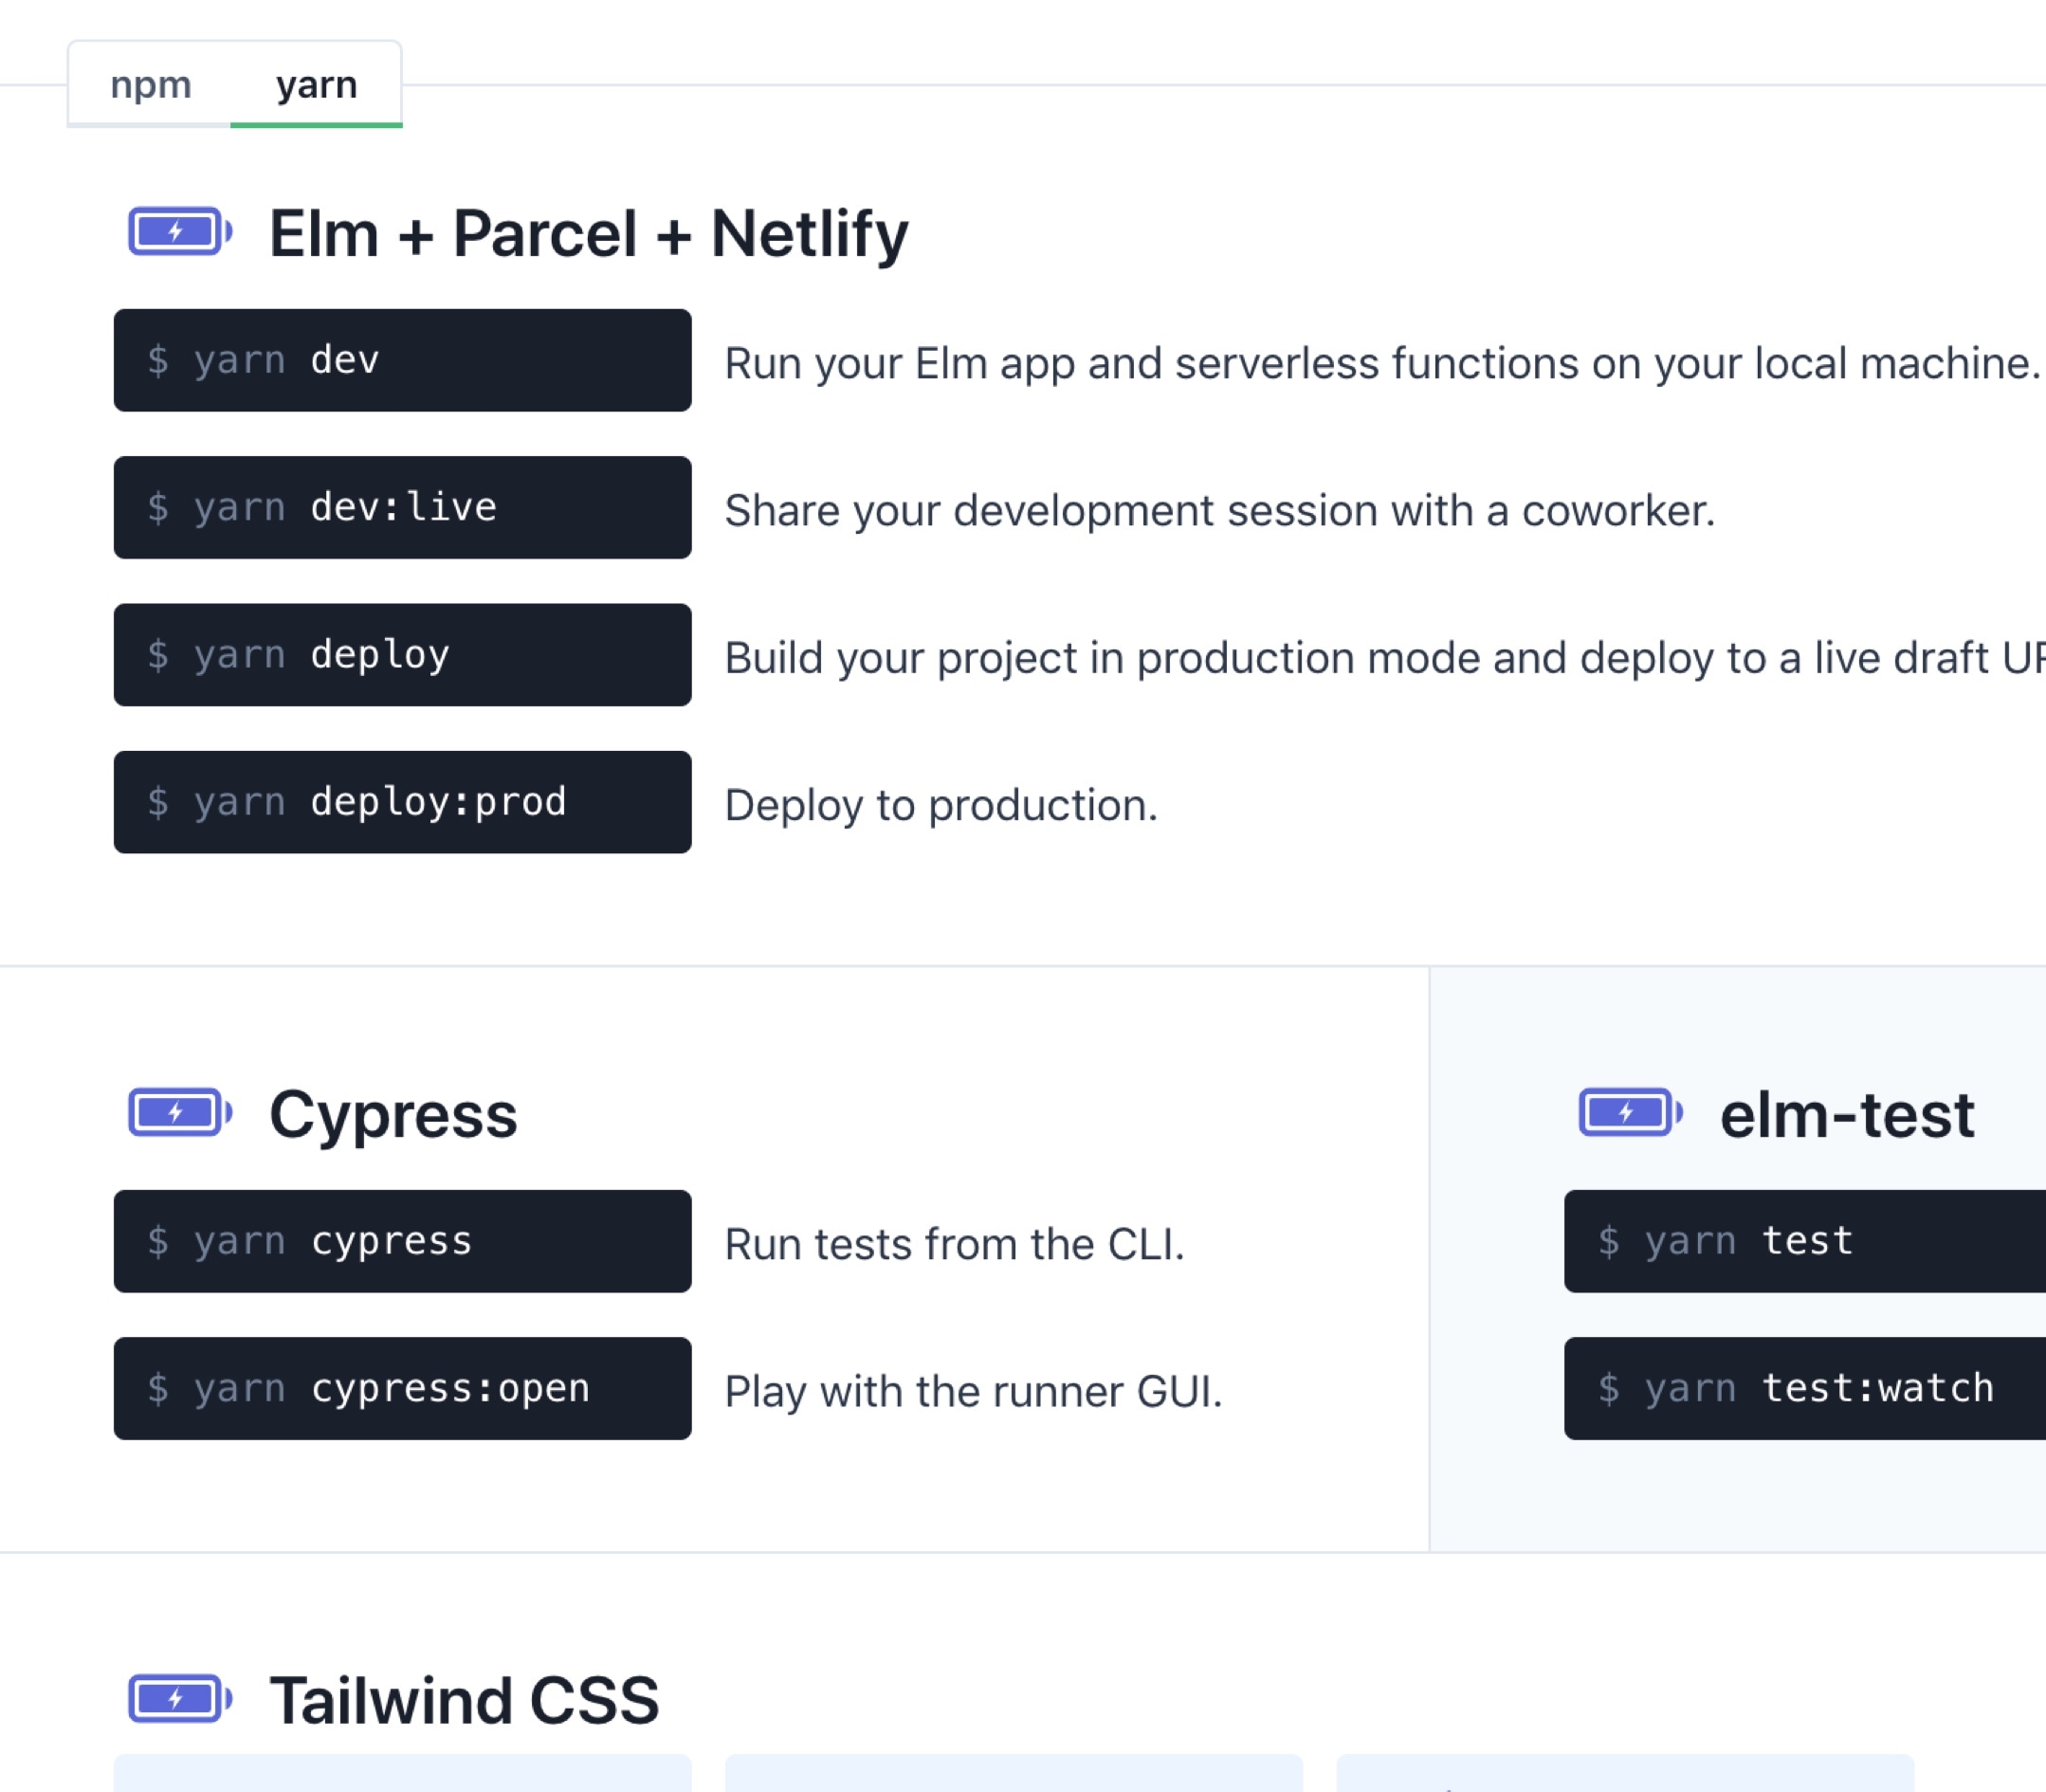 npm yarn
Elm + Parcel + Netlify
$ yarn dev
Run your Elm app and serverless functions on your local machine.
$ yarn dev:live
Share your development session with a coworker.
$ yarn deploy
Build your project in production mode and deploy to a live draft
$ yarn deploy:prod
Deploy to production.
Cypress
$ yarn cypress
Run tests from the CLI.
$ yarn cypress:open
Play with the runner GUI.
elm-test
$ yarn test
$ yarn test:watch
Tailwind CSS